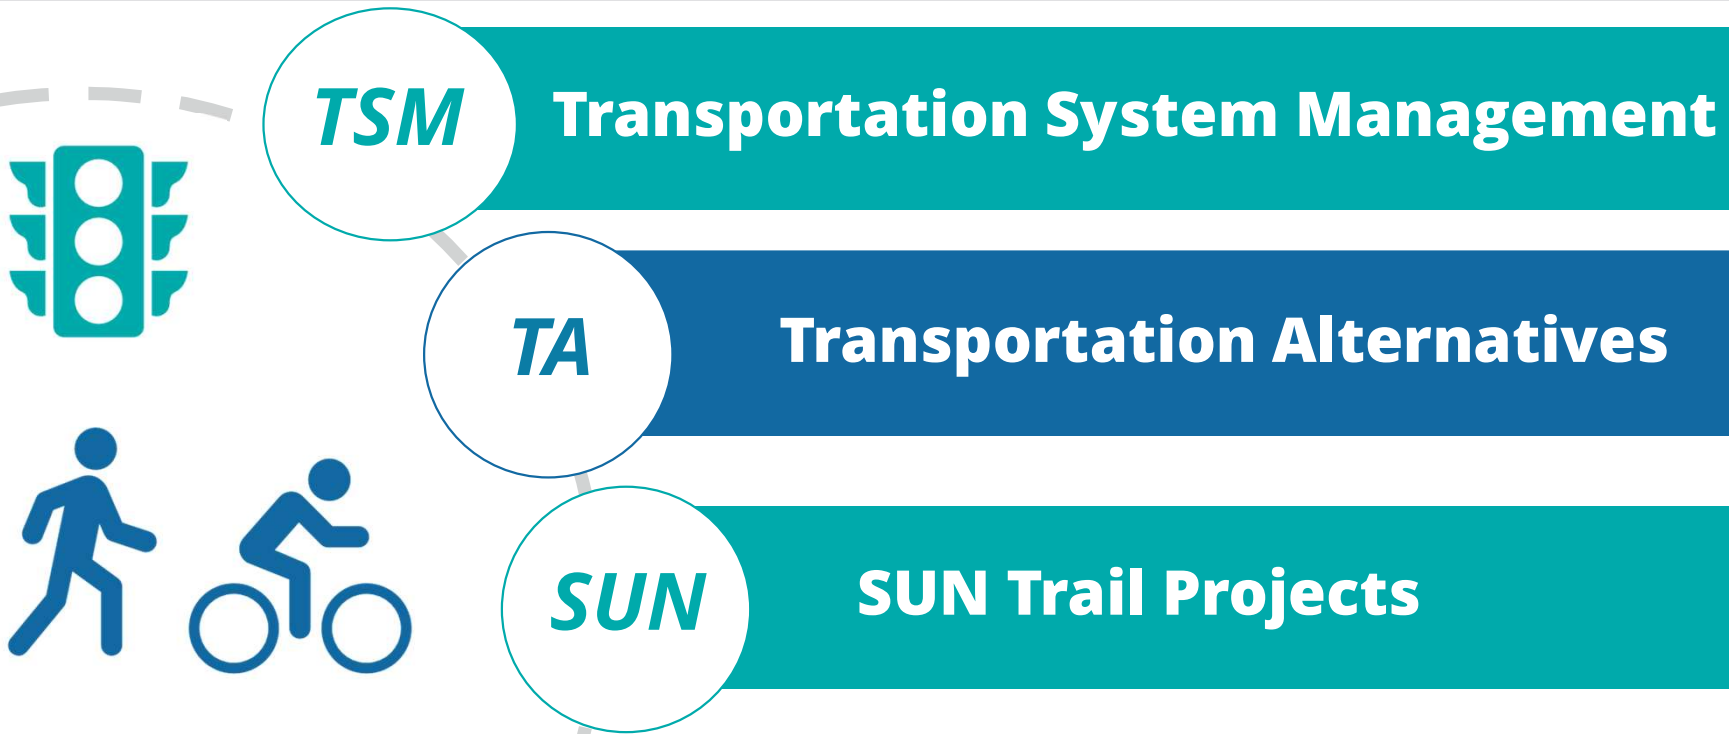 TSM
Transportation System Management
TA
Transportation Alternatives
SUN
SUN Trail Projects